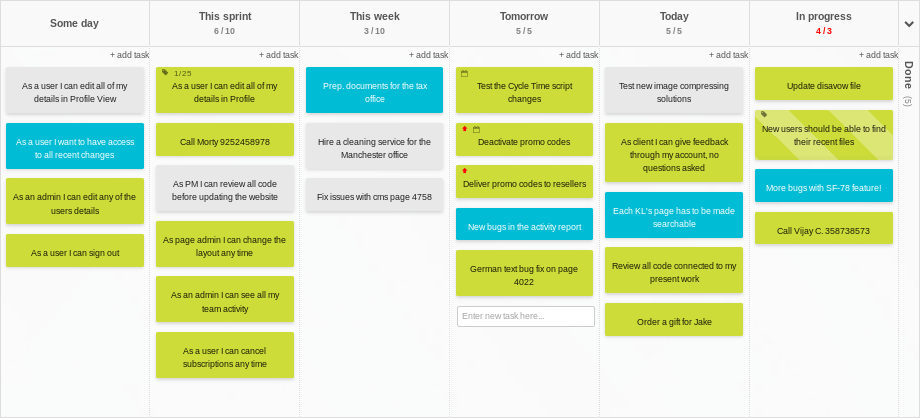 Some day
+ add task
As a user I can edit all of my
details in Profile View
As a user I want to have access
to all recent changes
As an admin I can edit any of the
users details
As a user I can sign out
This sprint
6 / 10
+ add task
1/25
As a user I can edit all of my
details in Profile
Call Morty 9252458978
As PM I can review all code
before updating the website
As page admin I can change the
layout any time
As an admin I can see all my
team activity
As a user I can cancel
subscriptions any time
This week
3 / 10
+ add task
Prep. documents for the tax
office
Hire a cleaning service for the
Manchester office
Fix issues with cms page 4758
Tomorrow
5 / 5
+ add task
Test the Cycle Time script
changes
Deactivate promo codes
Deliver promo codes to resellers
New bugs in the activity report
German text bug fix on page
4022
Enter new task here...
Today
5 / 5
+ add task
Test new image compressing
solutions
As client I can give feedback
through my account, no
questions asked
Each KL's page has to be made
searchable
Review all code connected to my
present work
Order a gift for Jake
In progress
4 / 3
+ add task
Update disavow file
New users should be able to find
their recent files
More bugs with SF-78 feature!
Call Vijay C. 358738573
Done (5)